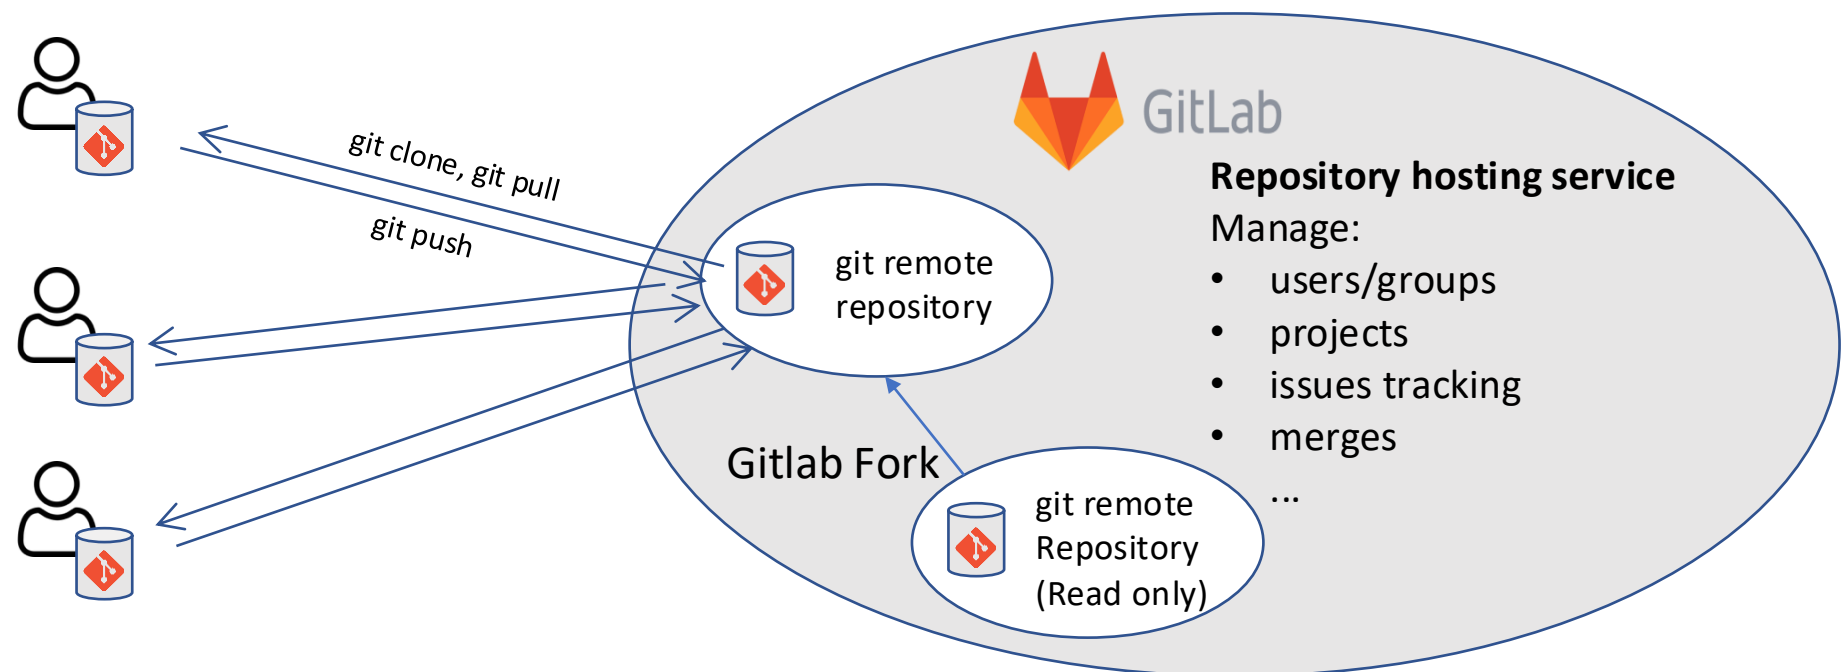 GitLab
git clone, git pull
git push
Repository hosting service
Manage:
• users/groups
• projects
• issues tracking
• merges
...
git remote
repository
Gitlab Fork
git remote
Repository
(Read only)